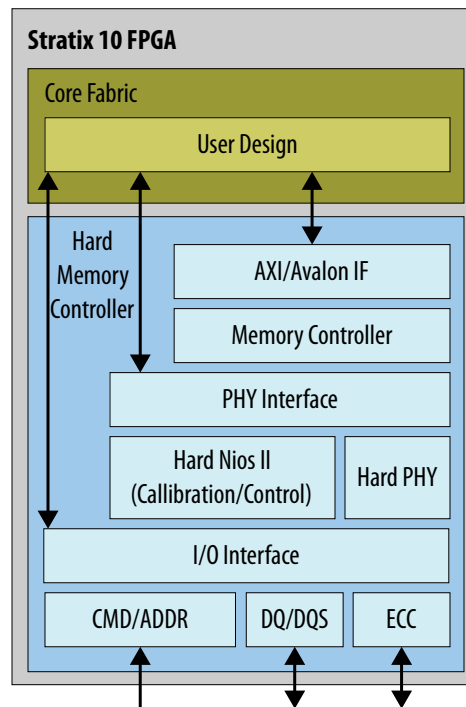 Stratix 10 FPGA
Core Fabric
User Design
Hard
Memory
Controller
AXI/Avalon IF
Memory Controller
PHY Interface
Hard Nios II
(Callibration/Control)
Hard PHY
I/O Interface
CMD/ADDR
DQ/DQS
ECC